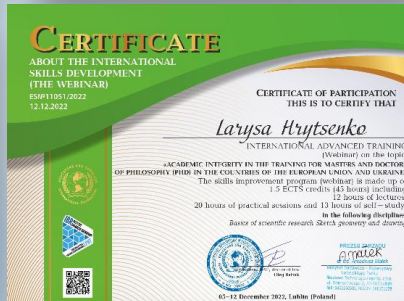 CERTIFICATE
ABOUT THE INTERNATIONAL
SKILLS DEVELOPMENT
(THE WEBINAR)
ES№11051/2022
12.12.2022
CERTIFICATE OF PARTICIPATION
THIS IS TO CERTIFY THAT
Larysa Hrytsenko
INTERNATIONAL ADVANCED TRAINING
(Webinar) on the topic
«ACADEMIC INTEGRITY IN THE TRAINING FOR MASTERS AND DOCTOR
OF PHILOSOPHY (PHD) IN THE COUNTRIES OF THE EUROPEAN UNION AND UKRAINE
The skills improvement program (webinar) is made up o
1.5 ECTS credits (45 hours) including
12 hours of lectures
20 hours of practical sessions and 13 hours of self-study
in the following disciplines
Basics of scientific research Sketch geometry and drawing
PREZES ZARZĄDU
05-12 December 2022, Lublin (Poland)